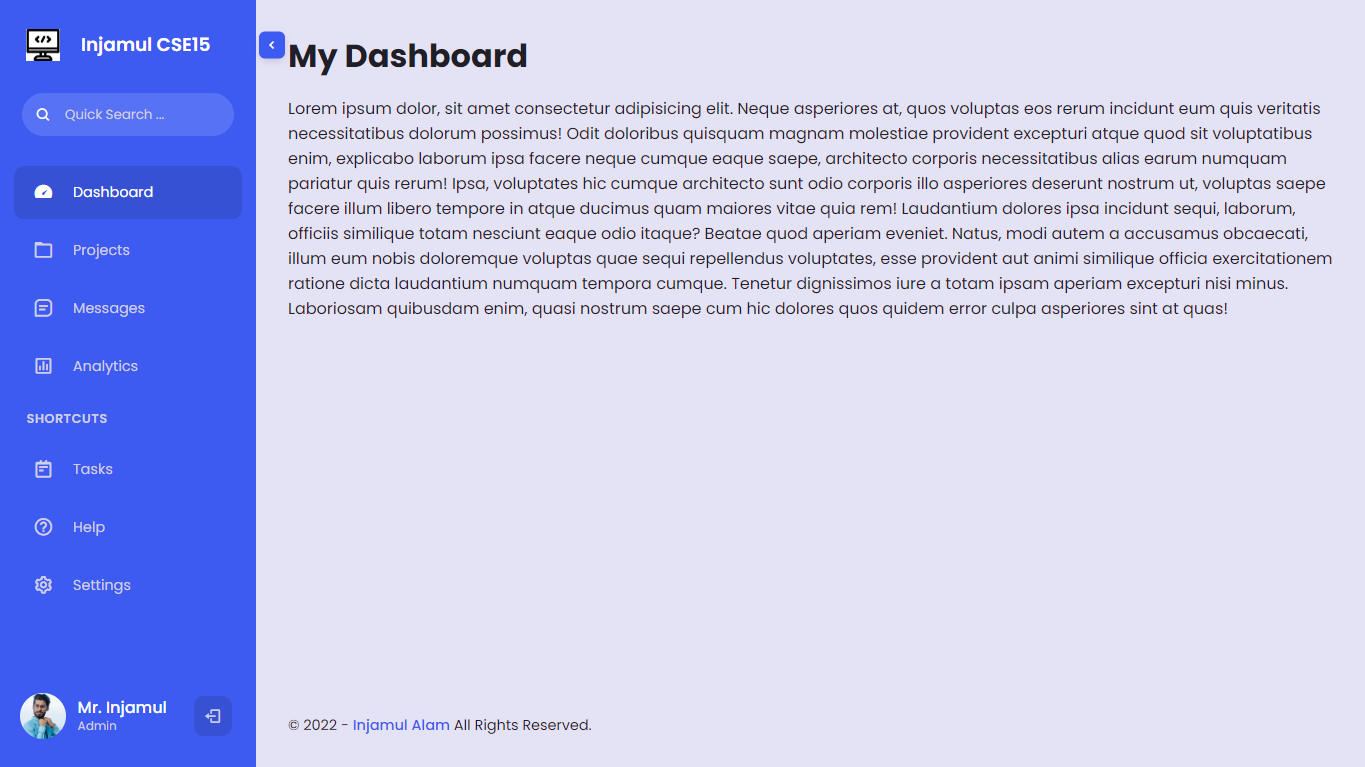 Injamul CSE15
Quick Search ...
Dashboard
Projects
Messages
Analytics
SHORTCUTS
Tasks
Help
Settings
Mr. Injamul
Admin
My Dashboard
Lorem ipsum dolor, sit amet consectetur adipisicing elit. Neque asperiores at, quos voluptas eos rerum incidunt eum quis veritatis
necessitatibus dolorum possimus! Odit doloribus quisquam magnam molestiae provident excepturi atque quod sit voluptatibus
enim, explicabo laborum ipsa facere neque cumque eaque saepe, architecto corporis necessitatibus alias earum numquam
pariatur quis rerum! Ipsa, voluptates hic cumque architecto sunt odio corporis illo asperiores deserunt nostrum ut, voluptas saepe
facere illum libero tempore in atque ducimus quam maiores vitae quia rem! Laudantium dolores ipsa incidunt sequi, laborum,
officiis similique totam nesciunt eaque odio itaque? Beatae quod aperiam eveniet. Natus, modi autem a accusamus obcaecati,
illum eum nobis doloremque voluptas quae sequi repellendus voluptates, esse provident aut animi similique officia exercitationem
ratione dicta laudantium numquam tempora cumque. Tenetur dignissimos iure a totam ipsam aperiam excepturi nisi minus.
Laboriosam quibusdam enim, quasi nostrum saepe cum hic dolores quos quidem error culpa asperiores sint at quas!
© 2022 - Injamul Alam All Rights Reserved.